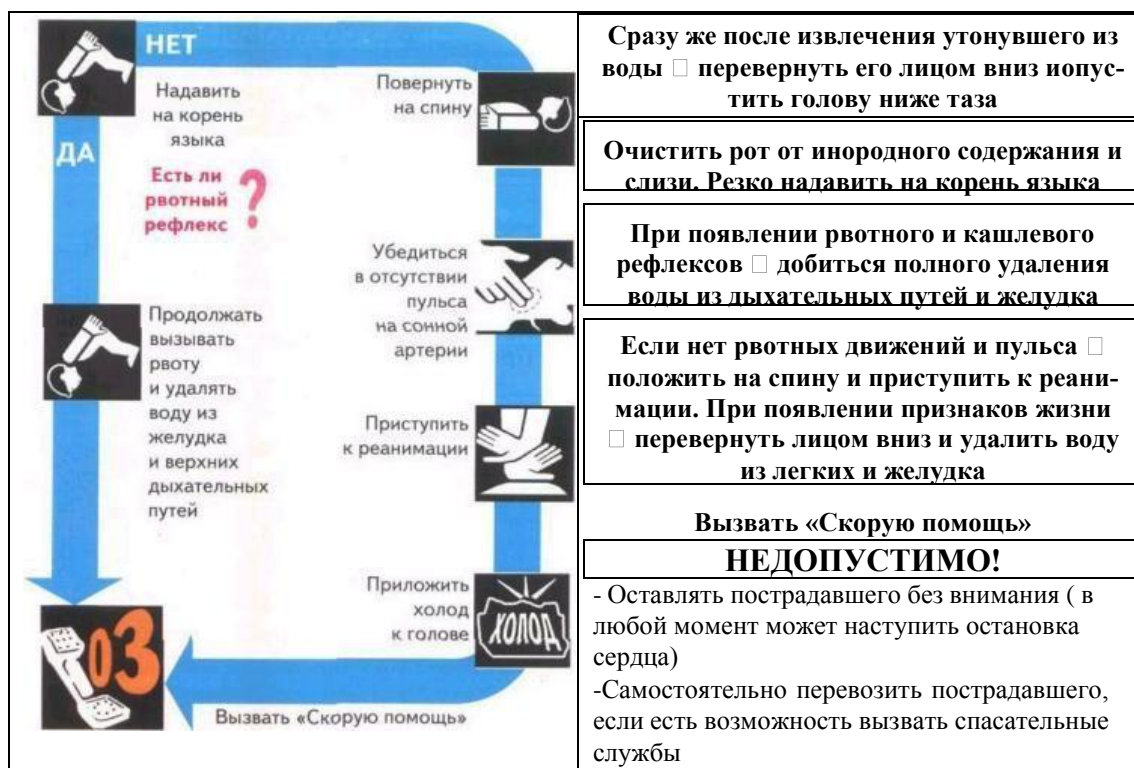 НЕТ
Надавить
на корень
языка
ДА
Есть ли
рвотный
рефлекс ?
Продолжать
вызывать
рвоту
и удалять
воду из
желудка
и верхних
дыхательных
путей
Повернуть
на спину
Убедиться
в отсутствии
пульса
на сонной
артерии
Приступить
к реанимации
Приложить
холод
к голове
ХОЛОД
03
Вызвать «Скорую помощь»
Сразу же после извлечения утонувшего из
воды □ перевернуть его лицом вниз иопус-
тить голову ниже таза
Очистить рот от инородного содержания и
слизи. Резко надавить на корень языка
При появлении рвотного и кашлевого
рефлексов □ добиться полного удаления
воды из дыхательных путей и желудка
Если нет рвотных движений и пульса □
положить на спину и приступить к реани-
мации. При появлении признаков жизни
□ перевернуть лицом вниз и удалить воду
из легких и желудка
Вызвать «Скорую помощь»
НЕДОПУСТИМО!
- Оставлять пострадавшего без внимания ( в
любой момент может наступить остановка
сердца)
-Самостоятельно перевозить пострадавшего,
если есть возможность вызвать спасательные
службы